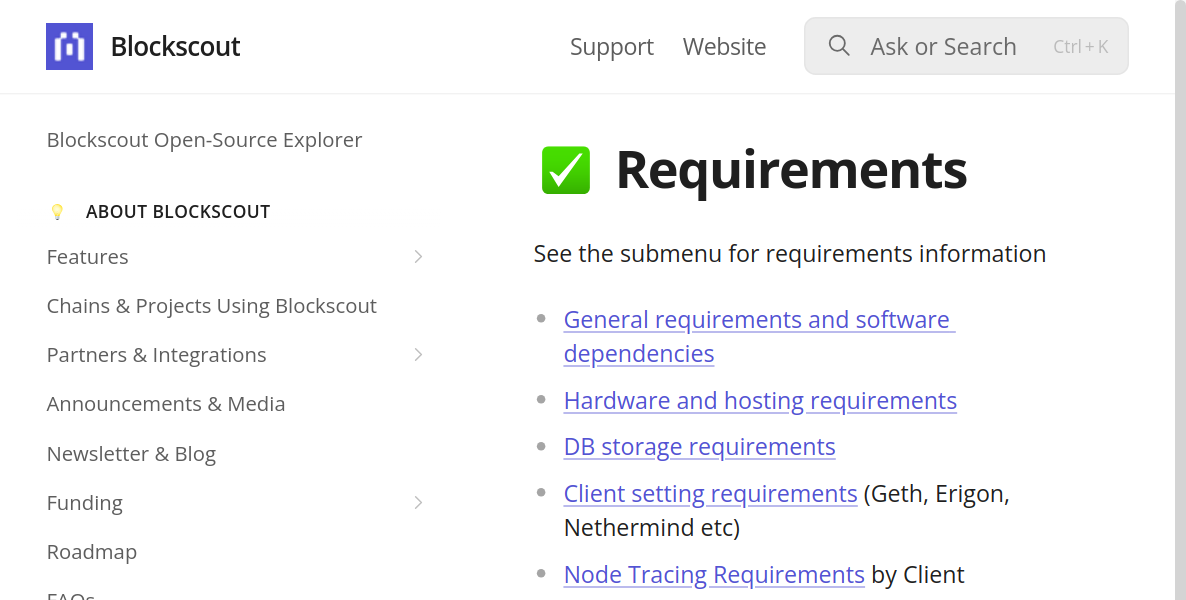 Blockscout
Support
Website
Ask or Search
Ctrl + K
Blockscout Open-Source Explorer
ABOUT BLOCKSCOUT
Features
Chains & Projects Using Blockscout
Partners & Integrations
Announcements & Media
Newsletter & Blog
Funding
Roadmap
FAQs
Requirements
See the submenu for requirements information
General requirements and software
dependencies
Hardware and hosting requirements
DB storage requirements
Client setting requirements (Geth, Erigon,
Nethermind etc)
Node Tracing Requirements by Client